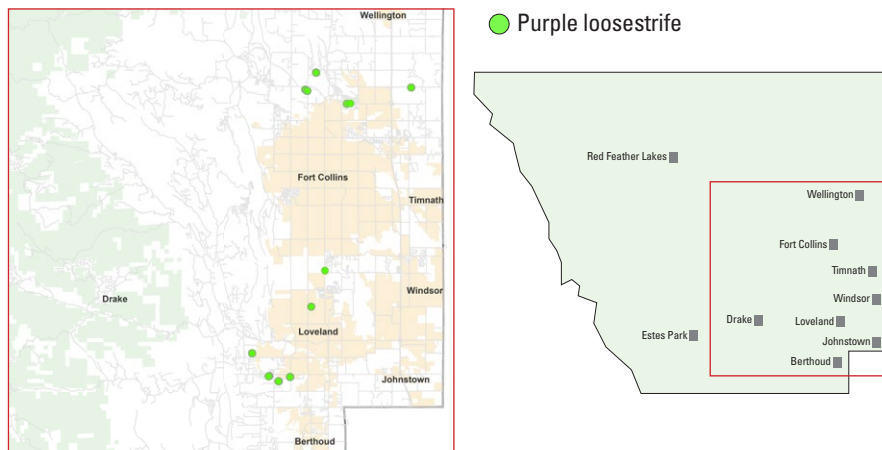 Wellington
Fort Collins
Timnath
Drake
Windsor
Loveland
Johnstown
Berthoud
Purple loosestrife
Red Feather Lakes
Wellington
Fort Collins
Timnath
Windsor
Drake
Loveland
Estes Park
Johnstown
Berthoud